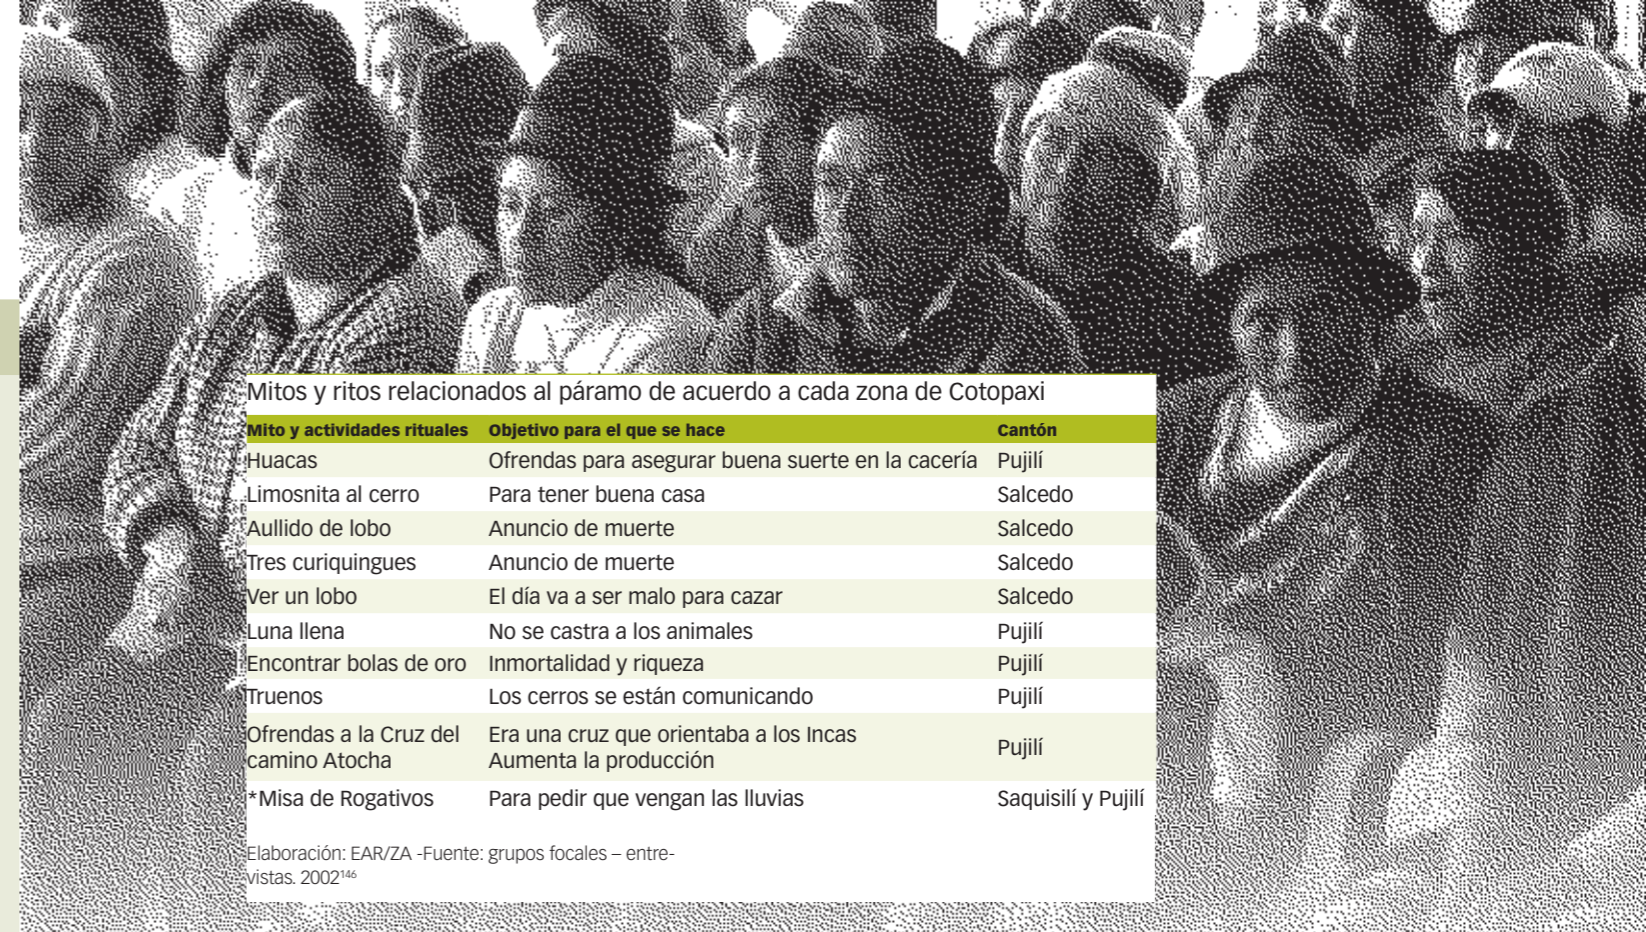 Mitos y ritos relacionados al páramo de acuerdo a cada zona de Cotopaxi
Mito y actividades rituales Objetivo para el que se hace Cantón
Huacas Ofrendas para asegurar buena suerte en la cacería Pujilí
Limosnita al cerro Para tener buena casa Salcedo
Aullido de lobo Anuncio de muerte Salcedo
Tres curiquingues Anuncio de muerte Salcedo
Ver un lobo El día va a ser malo para cazar Salcedo
Luna llena No se castra a los animales Pujilí
Encontrar bolas de oro Inmortalidad y riqueza Pujilí
Truenos Los cerros se están comunicando Pujilí
Ofrendas a la Cruz del Era una cruz que orientaba a los Incas
camino Atocha Aumenta la producción Pujilí
*Misa de Rogativos Para pedir que vengan las lluvias Saquisilí y Pujilí
Elaboración: EAR/ZA -Fuente: grupos focales – entre-
vistas. 2002146